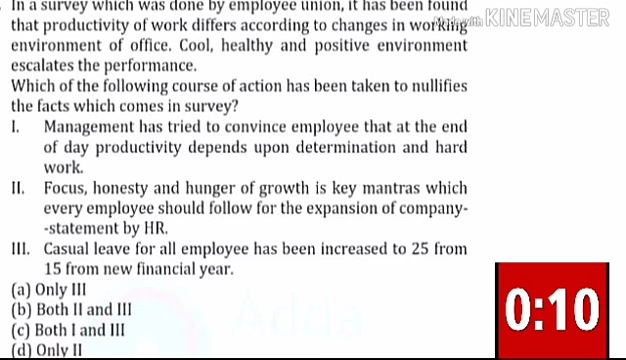 In a survey which was done by employee union, it has been found
that productivity of work differs according to changes in working
KINEMASTER
environment of office. Cool, healthy and positive environment
escalates the performance.
Which of the following course of action has been taken to nullifies
the facts which comes in survey?
I. Management has tried to convince employee that at the end
of day productivity depends upon determination and hard
work.
II. Focus, honesty and hunger of growth is key mantras which
every employee should follow for the expansion of company-
-statement by HR.
III. Casual leave for all employee has been increased to 25 from
15 from new financial year.
(a) Only III
(b) Both II and III
(c) Both I and III
(d) Only II
Adda
0:10